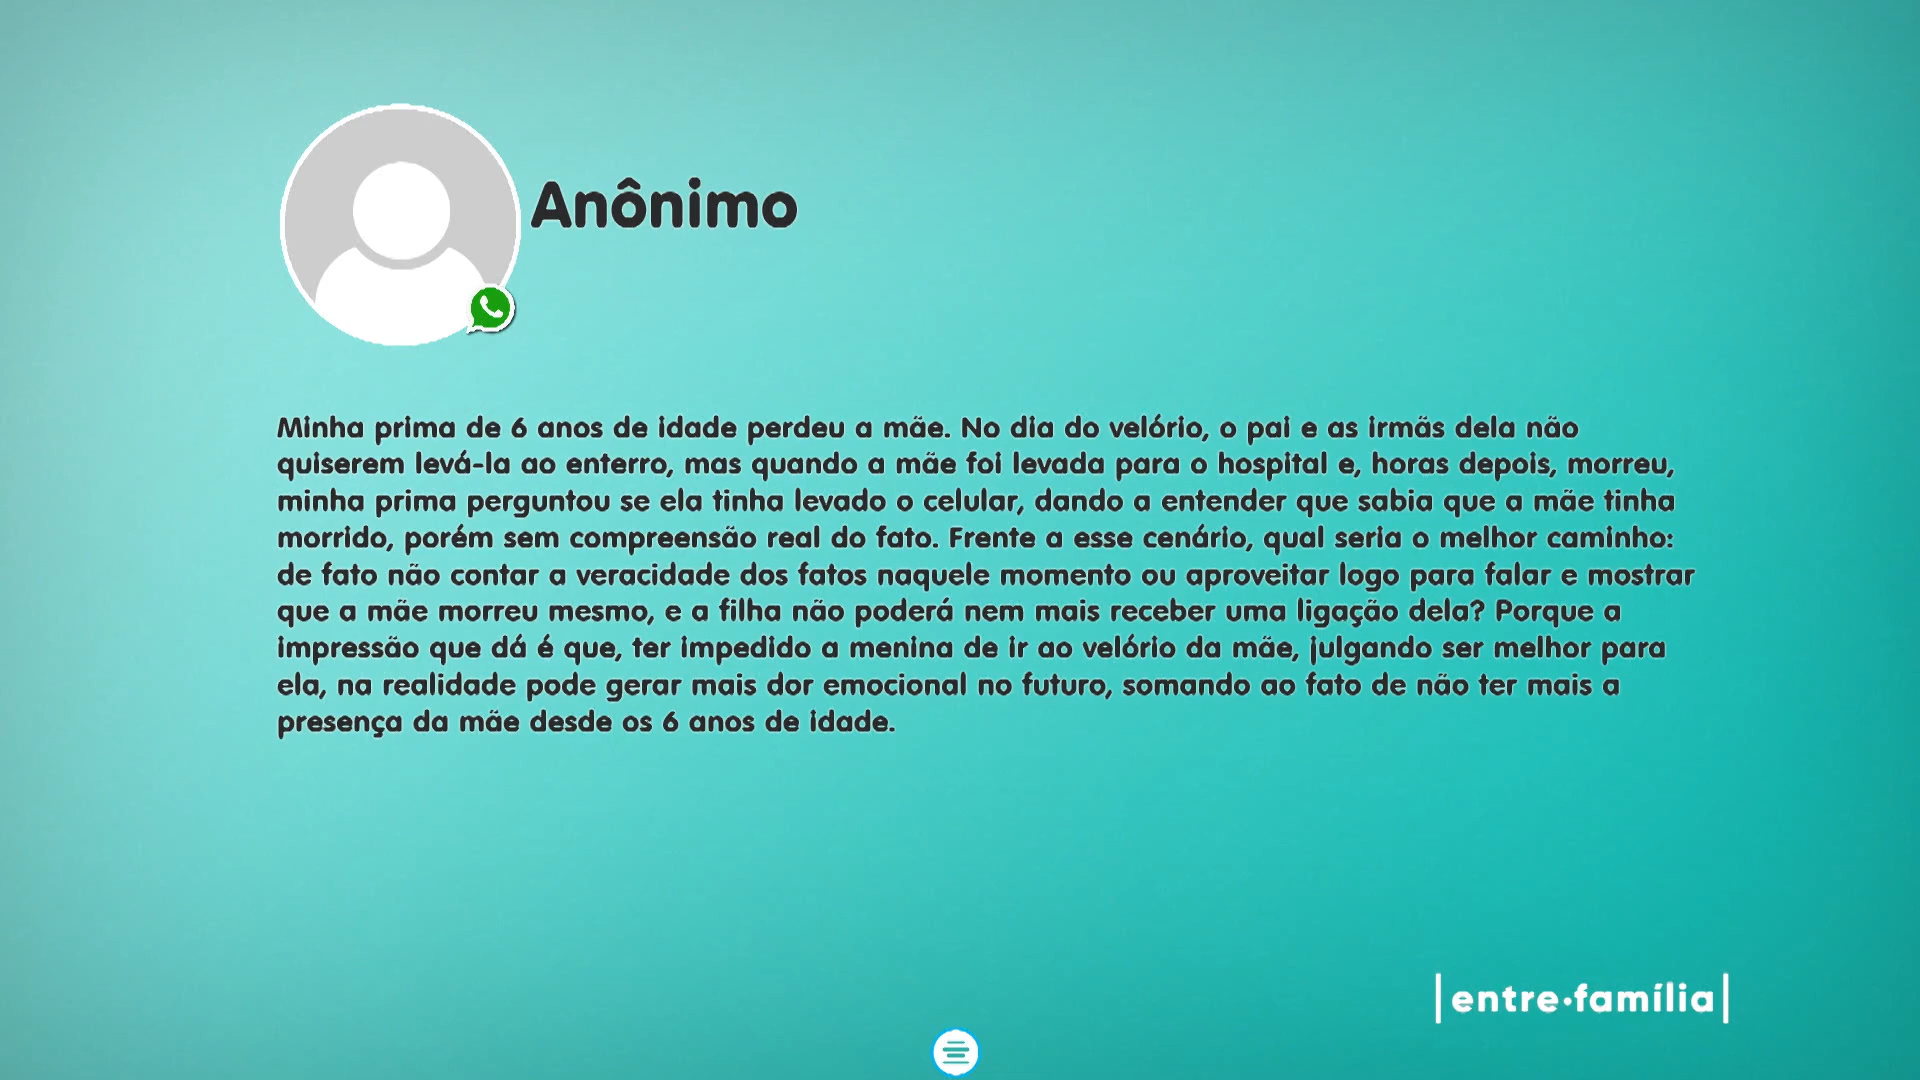 Anônimo
Minha prima de 6 anos de idade perdeu a mãe. No dia do velório, o pai e as irmãs dela não
quiserem levá-la ao enterro, mas quando a mãe foi levada para o hospital e, horas depois, morreu,
minha prima perguntou se ela tinha levado o celular, dando a entender que sabia que a mãe tinha
morrido, porém sem compreensão real do fato. Frente a esse cenário, qual seria o melhor caminho:
de fato não contar a veracidade dos fatos naquele momento ou aproveitar logo para falar e mostrar
que a mãe morreu mesmo, e a filha não poderá nem mais receber uma ligação dela? Porque a
impressão que dá é que, ter impedido a menina de ir ao velório da mãe, julgando ser melhor para
ela, na realidade pode gerar mais dor emocional no futuro, somando ao fato de não ter mais a
presença da mãe desde os 6 anos de idade.
|entre•família|